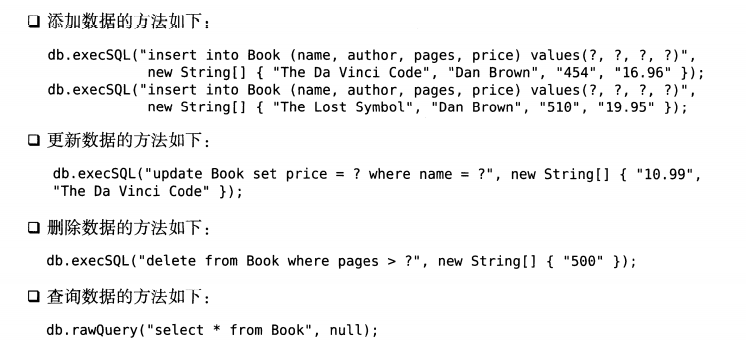 ❑ 添加数据的方法如下：
db.execSQL("insert into Book (name, author, pages, price) values(?, ?, ?, ?)",
new String[] { "The Da Vinci Code", "Dan Brown", "454", "16.96" });
db.execSQL("insert into Book (name, author, pages, price) values(?, ?, ?, ?)",
new String[] { "The Lost Symbol", "Dan Brown", "510", "19.95" });
❑ 更新数据的方法如下：
db.execSQL("update Book set price = ? where name = ?", new String[] { "10.99",
"The Da Vinci Code" });
❑ 删除数据的方法如下：
db.execSQL("delete from Book where pages > ?", new String[] { "500" });
❑ 查询数据的方法如下：
db.rawQuery("select * from Book", null);